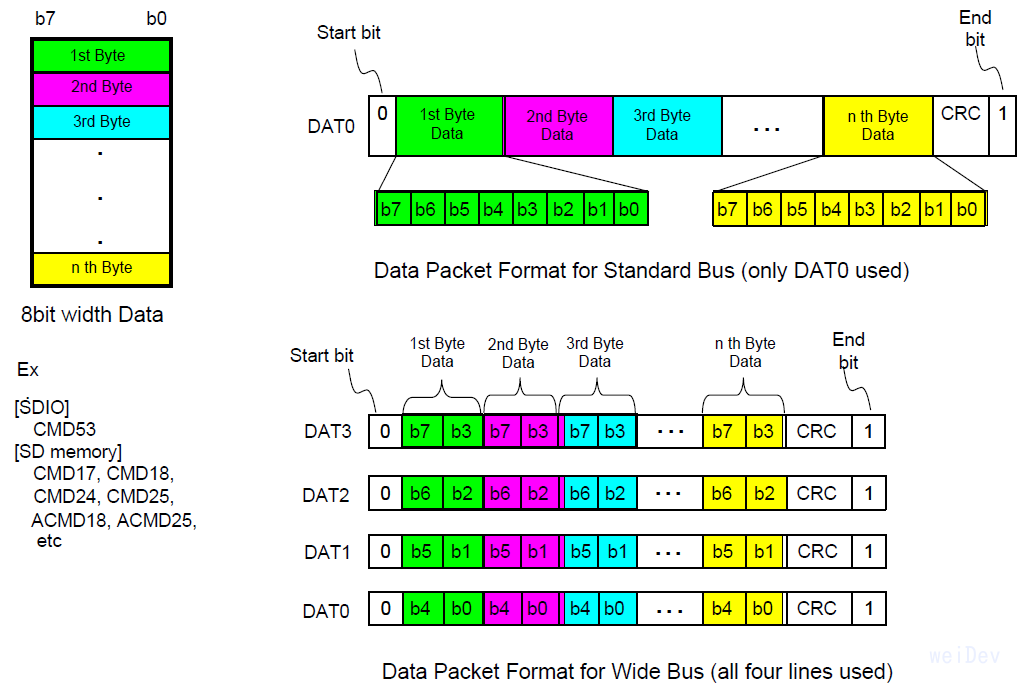 b7 b0
1st Byte
2nd Byte
3rd Byte
.
.
.
n th Byte
8bit width Data
Ex
[SDIO]
CMD53
[SD memory]
CMD17, CMD18,
CMD24, CMD25,
ACMD18, ACMD25,
etc
Start bit
End
bit
DAT0 0 1st Byte Data 2nd Byte Data 3rd Byte Data ... n th Byte Data CRC 1
b7 b6 b5 b4 b3 b2 b1 b0 b7 b6 b5 b4 b3 b2 b1 b0
Data Packet Format for Standard Bus (only DAT0 used)
Start bit
1st Byte Data 2nd Byte Data 3rd Byte Data n th Byte Data
End
bit
DAT3 0 b7 b3 b7 b3 b7 b3 ... b7 b3 CRC 1
DAT2 0 b6 b2 b6 b2 b6 b2 ... b6 b2 CRC 1
DAT1 0 b5 b1 b5 b1 b5 b1 ... b5 b1 CRC 1
DAT0 0 b4 b0 b4 b0 b4 b0 ... b4 b0 CRC 1
Data Packet Format for Wide Bus (all four lines used)
weiDev